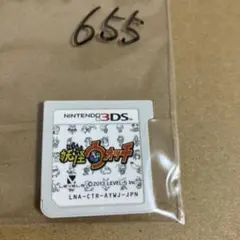 655
NINTENDO 3DS
妖怪ウォッチ
©2013 LEVEL-5 Inc.
LNA-CTR-AYWJ-JPN